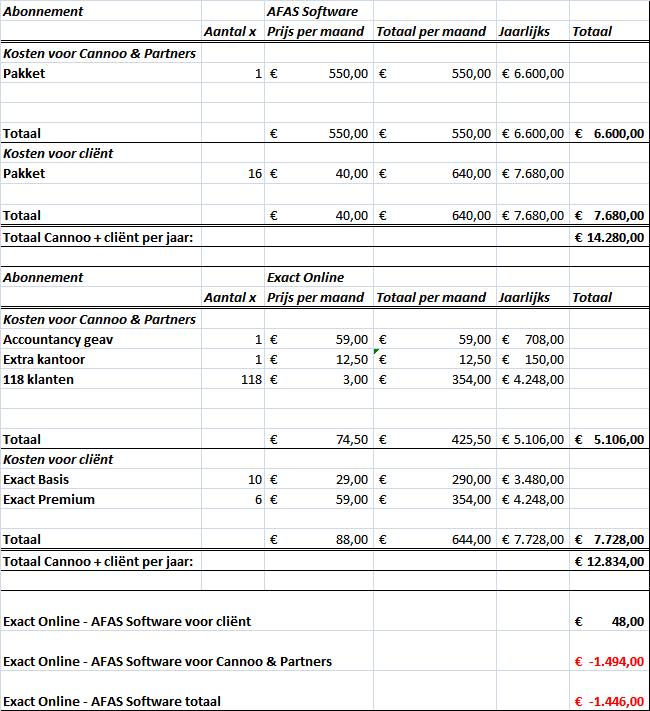 Abonnement AFAS Software
Aantal x Prijs per maand Totaal per maand Jaarlijks Totaal
Kosten voor Cannoo & Partners
Pakket 1 € 550,00 € 550,00 € 6.600,00
Totaal € 550,00 € 550,00 € 6.600,00 € 6.600,00
Kosten voor cliënt
Pakket 16 € 40,00 € 640,00 € 7.680,00
Totaal € 40,00 € 640,00 € 7.680,00 € 7.680,00
Totaal Cannoo + cliënt per jaar: € 14.280,00
Abonnement Exact Online
Aantal x Prijs per maand Totaal per maand Jaarlijks Totaal
Kosten voor Cannoo & Partners
Accountancy geav 1 € 59,00 € 59,00 € 708,00
Extra kantoor 1 € 12,50 € 12,50 € 150,00
118 klanten 118 € 3,00 € 354,00 € 4.248,00
Totaal € 74,50 € 425,50 € 5.106,00 € 5.106,00
Kosten voor cliënt
Exact Basis 10 € 29,00 € 290,00 € 3.480,00
Exact Premium 6 € 59,00 € 354,00 € 4.248,00
Totaal € 88,00 € 644,00 € 7.728,00 € 7.728,00
Totaal Cannoo + cliënt per jaar: € 12.834,00
Exact Online - AFAS Software voor cliënt € 48,00
Exact Online - AFAS Software voor Cannoo & Partners € -1.494,00
Exact Online - AFAS Software totaal € -1.446,00